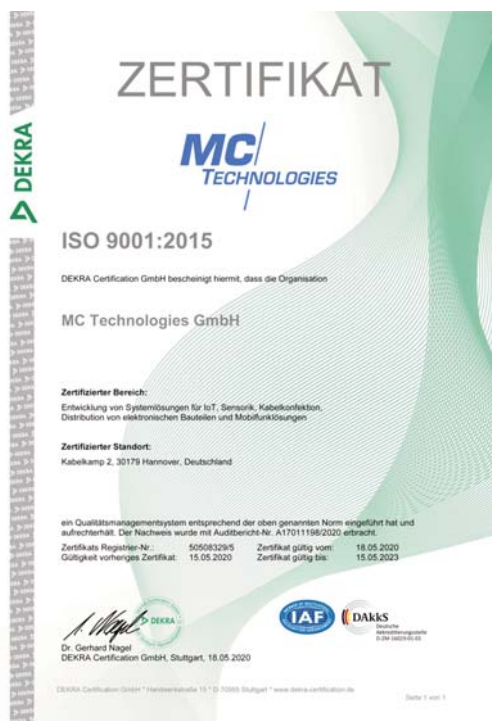 ZERTIFIKAT
DEKRA
MC
TECHNOLOGIES
ISO 9001:2015
DEKRA Certification GmbH bescheinigt hiermit, dass die Organisation
MC Technologies GmbH
Zertifizierter Bereich:
Entwicklung von Systemlösungen für IoT, Sensorik, Kabelkonfektion,
Distribution von elektronischen Bauteilen und Mobilfunklösungen
Zertifizierter Standort:
Kabelkamp 2, 30179 Hannover, Deutschland
ein Qualitätsmanagementsystem entsprechend der oben genannten Norm eingeführt hat und
aufrechterhält. Der Nachweis wurde mit Auditbericht-Nr. A17011198/2020 erbracht.
Zertifikats Registrier-Nr.: 50508329/5 Zertifikat gültig vom: 18.05.2020
Gültigkeit vorheriges Zertifikat: 15.05.2020 Zertifikat gültig bis: 15.05.2023
DEKRA
IAF
DAkkS
Deutsche
Akkreditierungsstelle
D-ZM-16029-01-01
Dr. Gerhard Nagel
DEKRA Certification GmbH, Stuttgart, 18.05.2020
DEKRA Certification GmbH * Handwerkstraße 15 * D-70565 Stuttgart * www.dekra-certification.de
Seite 1 von 1